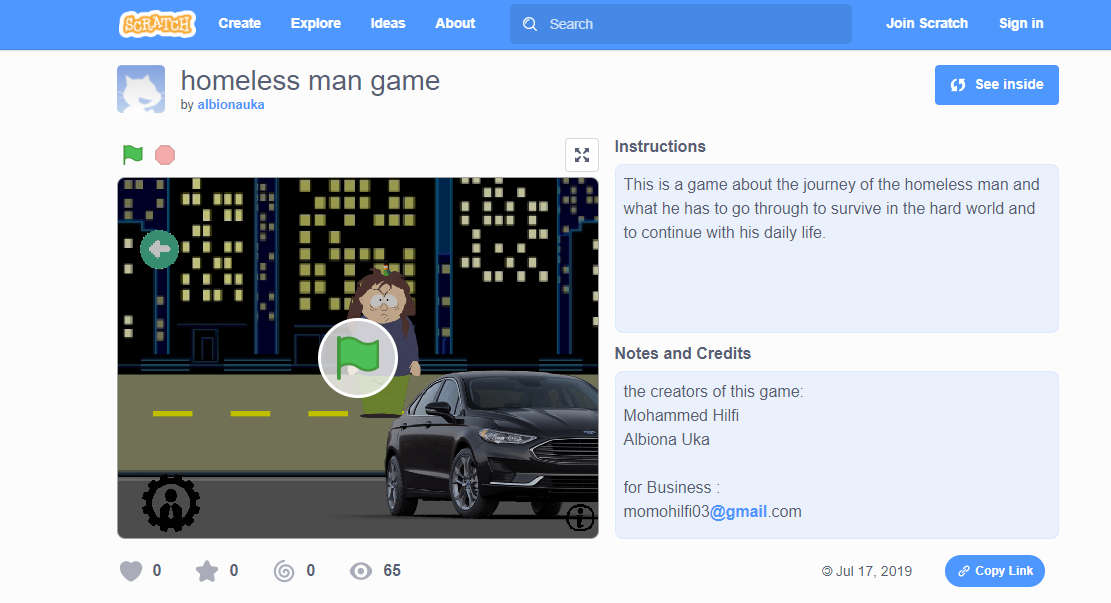 SCRATCH Create Explore Ideas About Search Join Scratch Sign in
homeless man game
by albionauka
See inside
Instructions
This is a game about the journey of the homeless man and
what he has to go through to survive in the hard world and
to continue with his daily life.
Notes and Credits
the creators of this game:
Mohammed Hilfi
Albiona Uka
for Business :
momohilfi03@gmail.com
0 0 0 65
Jul 17, 2019
Copy Link